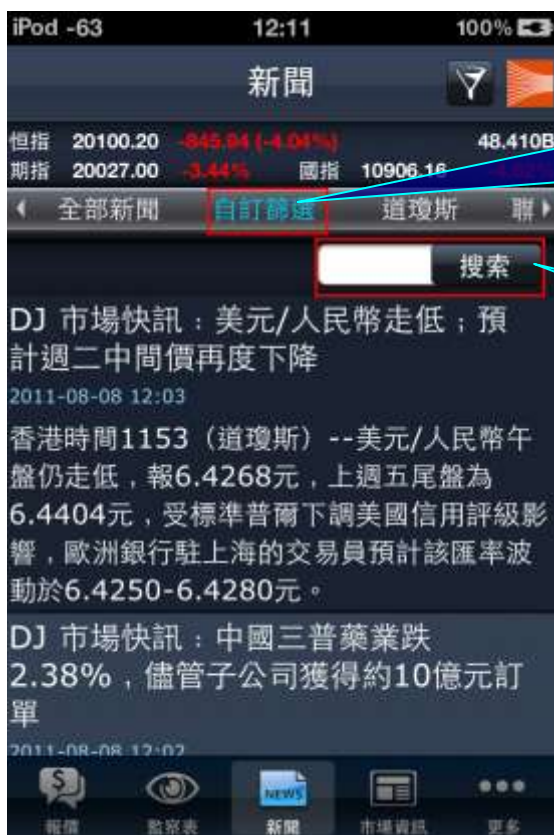 iPod -63 12:11 100%
新聞
恒指 20100.20 -845.94 (-4.04%) 48.410B
期指 20027.00 -3.44% 國指 10906.16
全部新聞 自訂篩選 道瓊斯 聯
搜索
DJ 市場快訊：美元/人民幣走低；預
計週二中間價再度下降
2011-08-08 12:03
香港時間1153（道瓊斯）--美元/人民幣午
盤仍走低，報6.4268元，上週五尾盤為
6.4404元，受標準普爾下調美國信用評級影
響，歐洲銀行駐上海的交易員預計該匯率波
動於6.4250-6.4280元。
DJ 市場快訊：中國三普藥業跌
2.38%，儘管子公司獲得約10億元訂
單
2011-08-08 12:02
報價 監察表 NEWS 新聞 市場資訊 更多